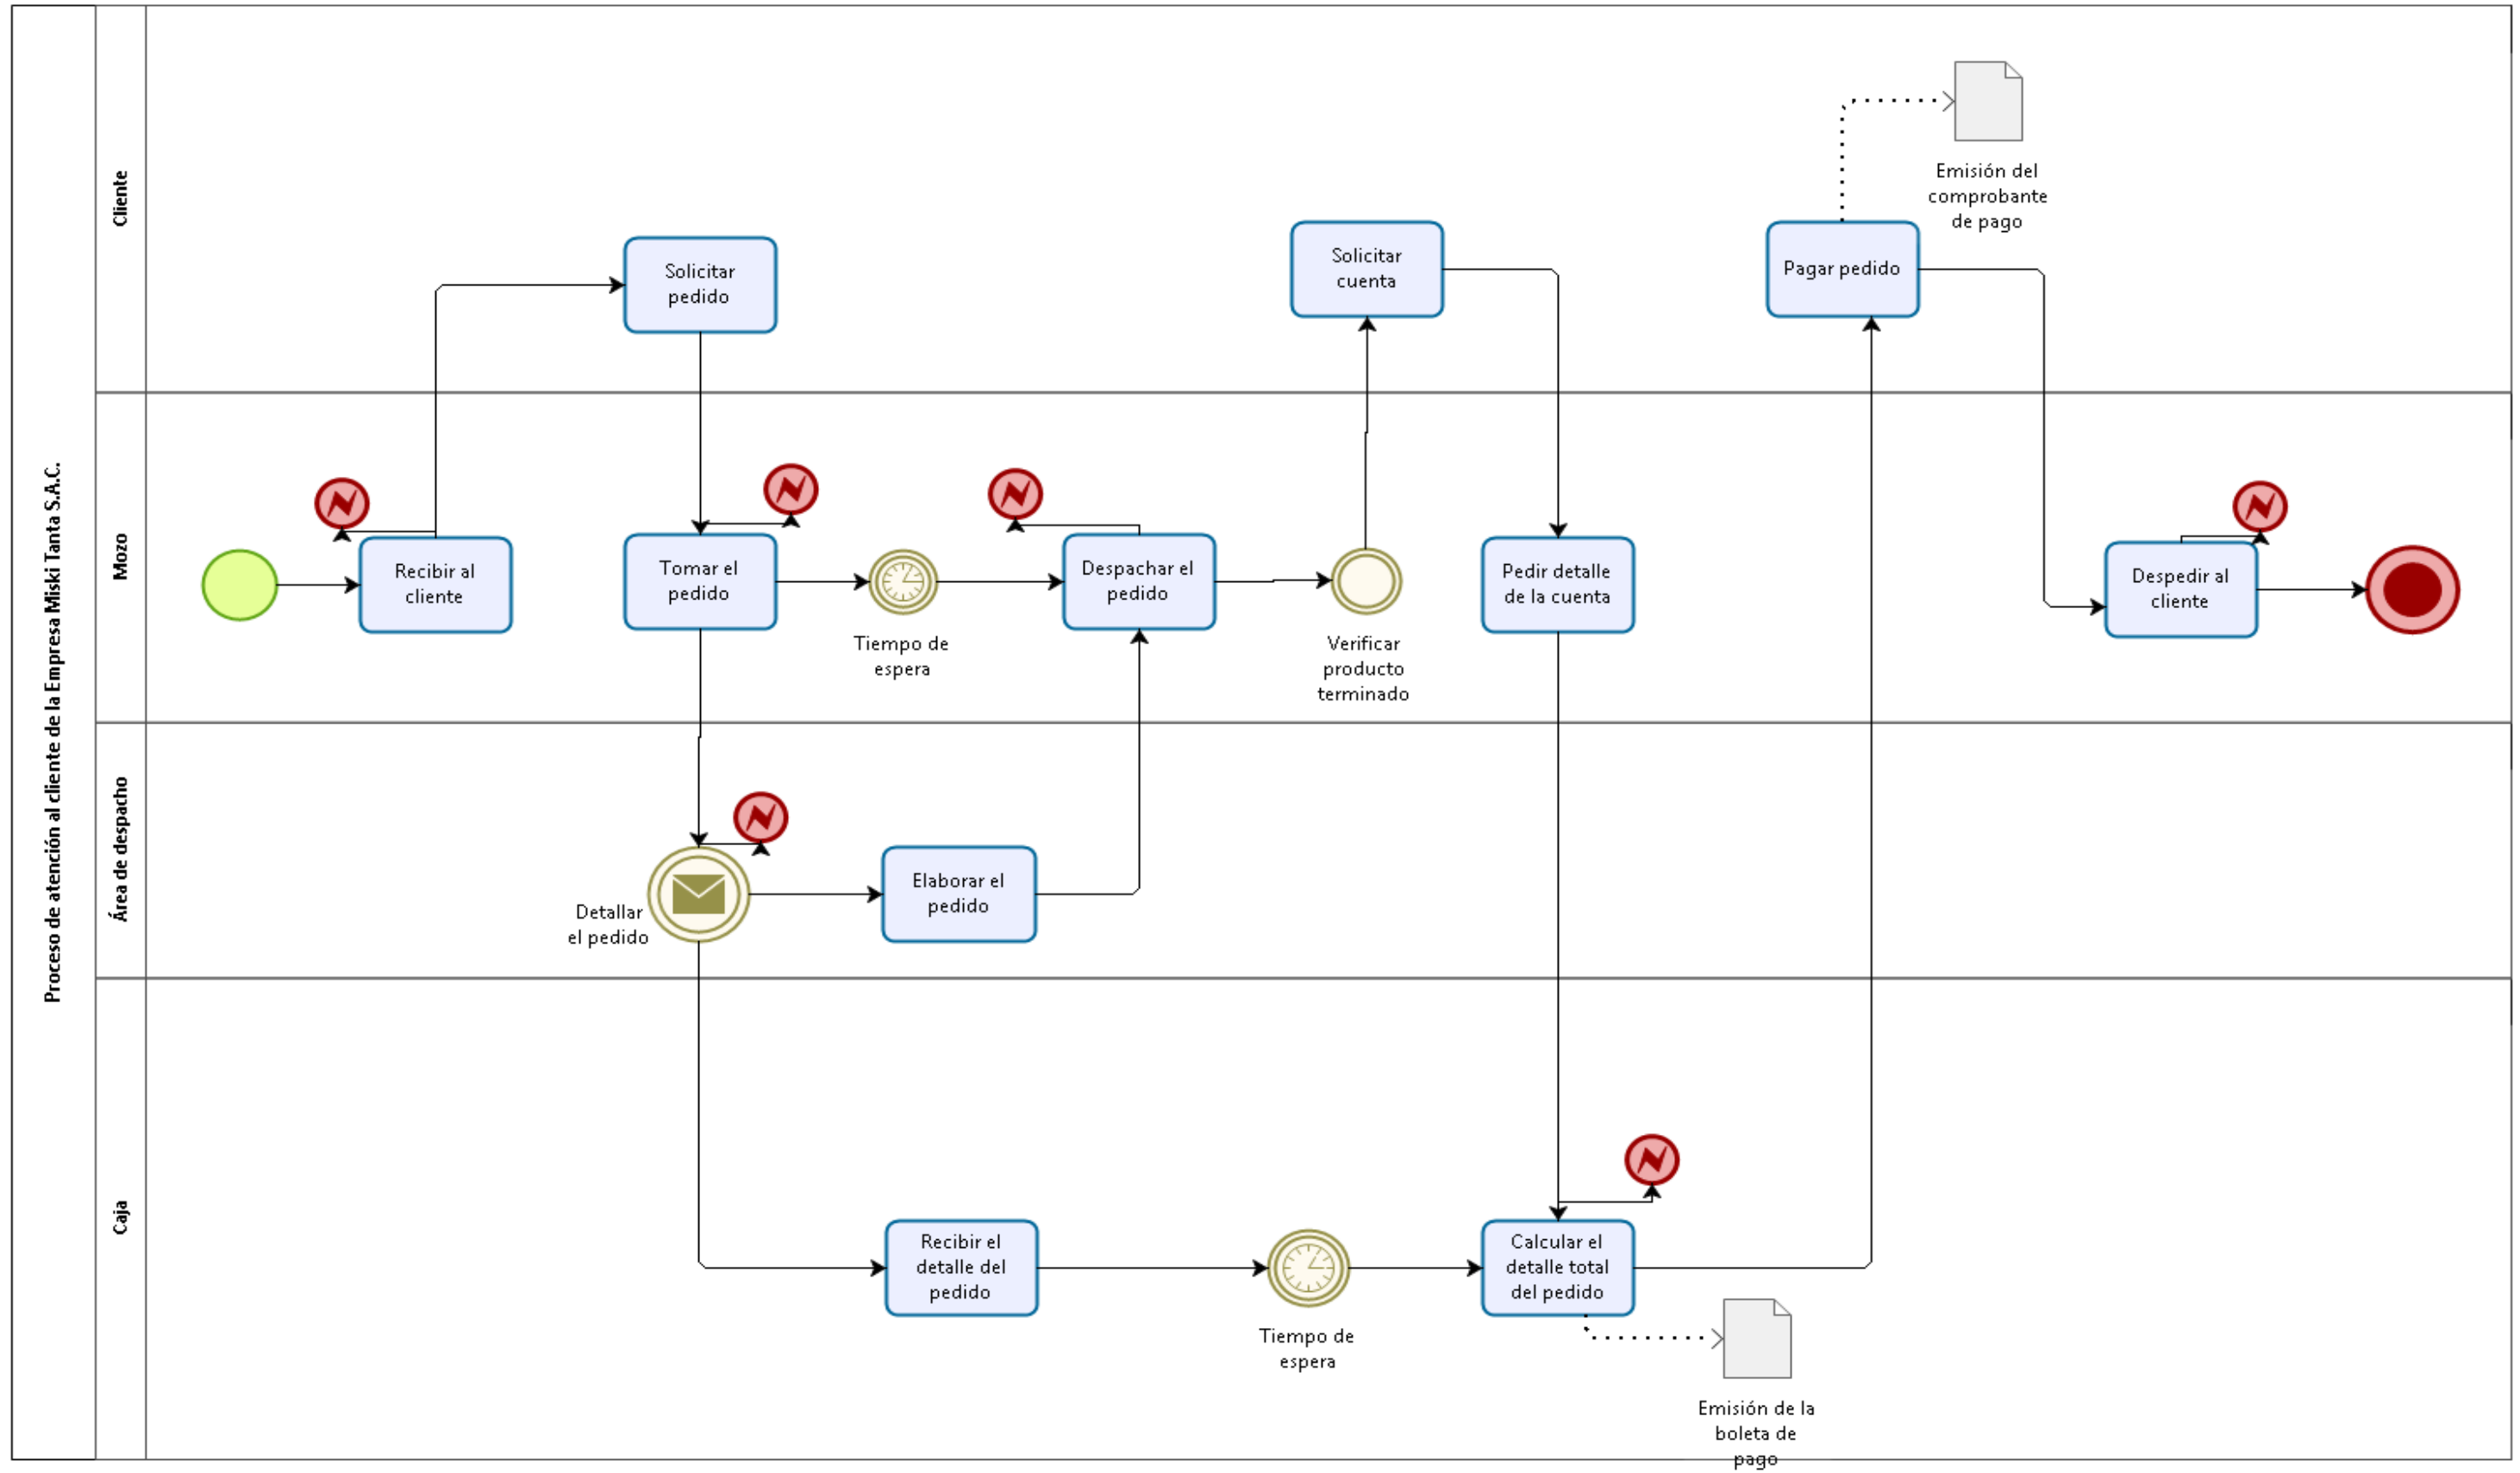 Proceso de atención al cliente de la Empresa Miski Tanta S.A.C.
Cliente
Emisión del
comprobante
de pago
Solicitar
pedido
Solicitar
cuenta
Pagar pedido
Mozo
Recibir al
cliente
Tomar el
pedido
Tiempo de
espera
Despachar el
pedido
Verificar
producto
terminado
Pedir detalle
de la cuenta
Despedir al
cliente
Área de despacho
Detallar
el pedido
Elaborar el
pedido
Caja
Recibir el
detalle del
pedido
Tiempo de
espera
Calcular el
detalle total
del pedido
Emisión de la
boleta de
pago